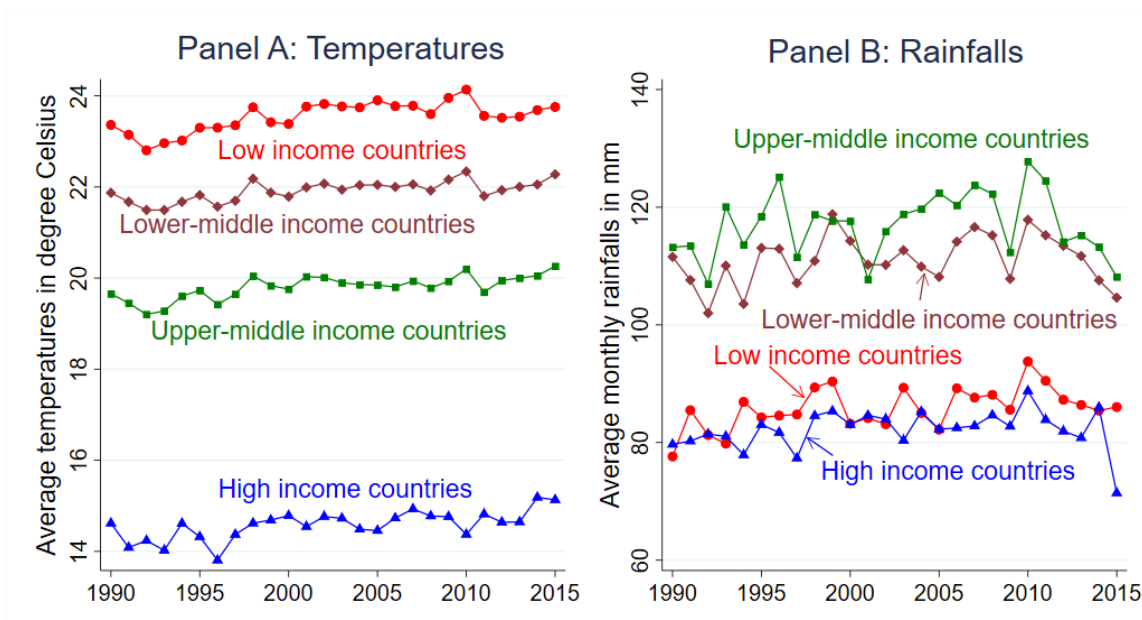 Panel A: Temperatures
Average temperatures in degree Celsius
24
22
20
18
16
14
Low income countries
Lower-middle income countries
Upper-middle income countries
High income countries
1990 1995 2000 2005 2010 2015
Panel B: Rainfalls
Average monthly rainfalls in mm
140
120
100
80
60
Upper-middle income countries
Lower-middle income countries
Low income countries
High income countries
1990 1995 2000 2005 2010 2015